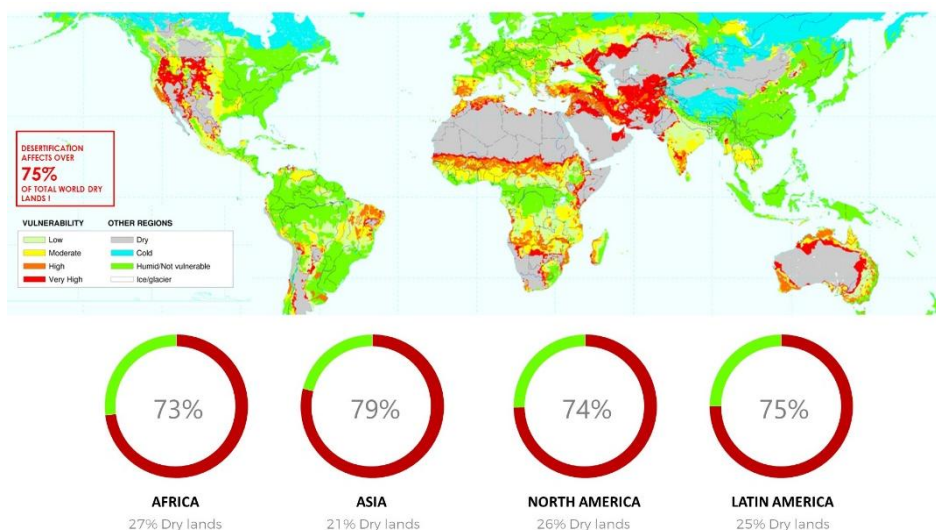 DESERTIFICATION
AFFECTS OVER
75%
OF TOTAL WORLD DRY
LANDS !
VULNERABILITY
Low
Moderate
High
Very High
OTHER REGIONS
Dry
Cold
Humid/Not vulnerable
Ice/glacier
73%
79%
74%
75%
AFRICA
ASIA
NORTH AMERICA
LATIN AMERICA
27% Dry lands
21% Dry lands
26% Dry lands
25% Dry lands